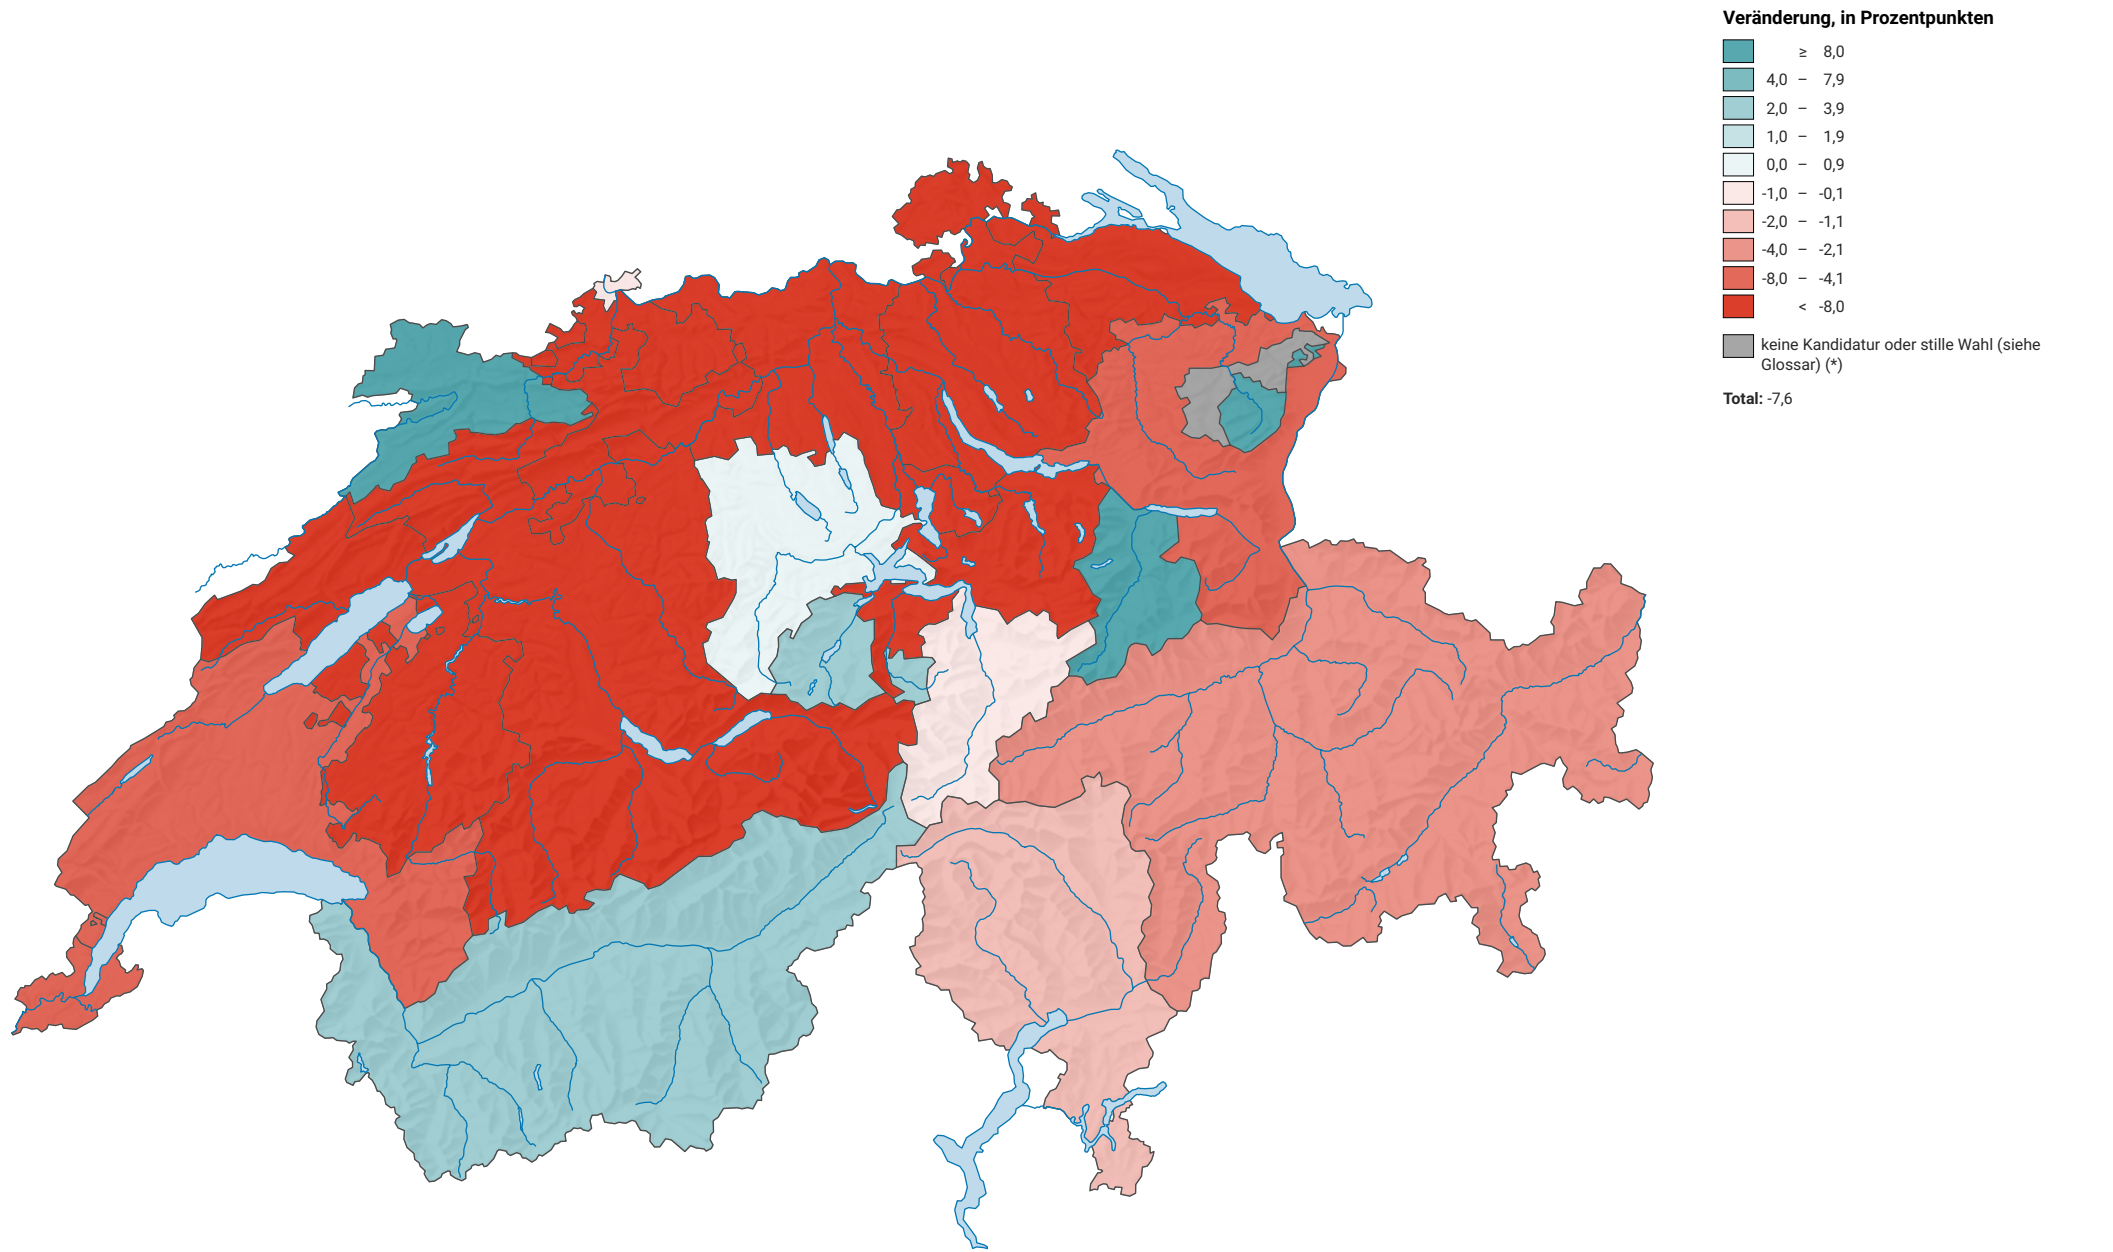 Veränderung, in Prozentpunkten
≥ 8,0
4,0 – 7,9
2,0 – 3,9
1,0 – 1,9
0,0 – 0,9
-1,0 – -0,1
-2,0 – -1,1
-4,0 – -2,1
-8,0 – -4,1
< -8,0
keine Kandidatur oder stille Wahl (siehe
Glossar) (*)
Total: -7,6